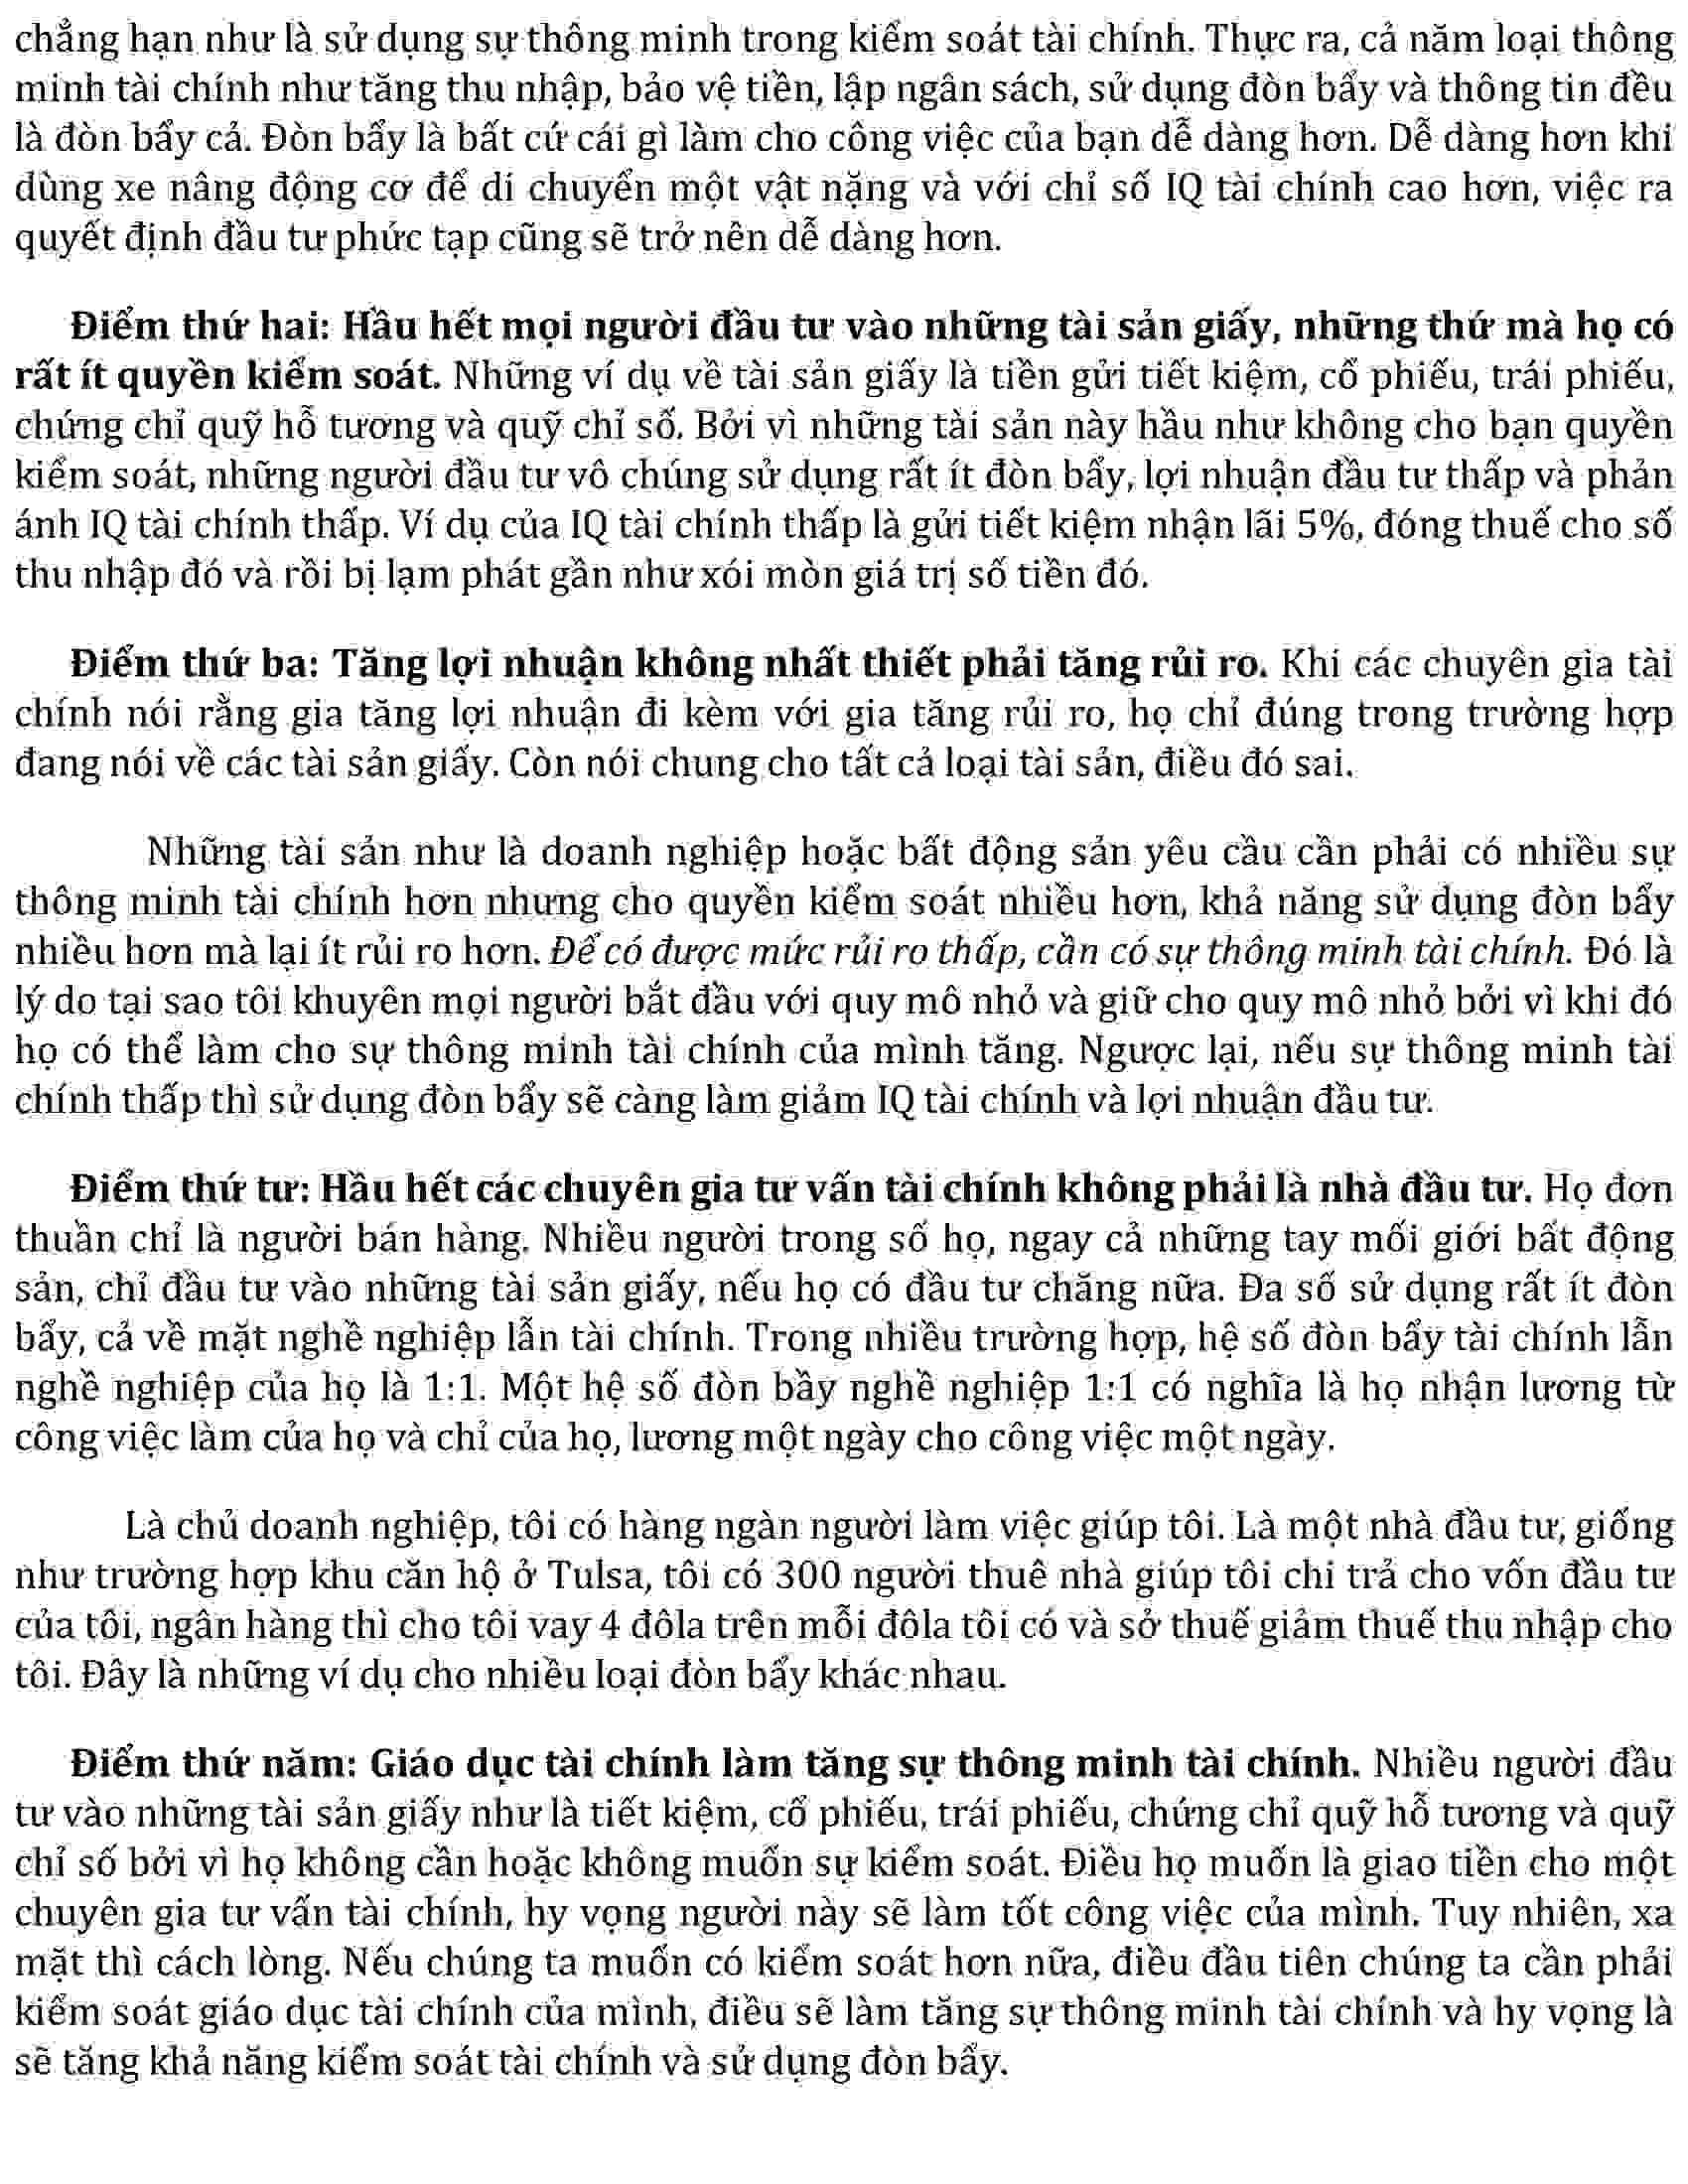 chẳng hạn như là sử dụng sự thông minh trong kiểm soát tài chính. Thực ra, cả năm loại thông
minh tài chính như tăng thu nhập, bảo vệ tiền, lập ngân sách, sử dụng đòn bẩy và thông tin đều
là đòn bẩy cả. Đòn bẩy là bất cứ cái gì làm cho công việc của bạn dễ dàng hơn. Dễ dàng hơn khi
dùng xe nâng động cơ để di chuyển một vật nặng và với chỉ số IQ tài chính cao hơn, việc ra
quyết định đầu tư phức tạp cũng sẽ trở nên dễ dàng hơn.
Điểm thứ hai: Hầu hết mọi người đầu tư vào những tài sản giấy, những thứ mà họ có
rất ít quyền kiểm soát. Những ví dụ về tài sản giấy là tiền gửi tiết kiệm, cổ phiếu, trái phiếu,
chứng chỉ quỹ hỗ tương và quỹ chỉ số. Bởi vì những tài sản này hầu như không cho bạn quyền
kiểm soát, những người đầu tư vô chúng sử dụng rất ít đòn bẩy, lợi nhuận đầu tư thấp và phản
ánh IQ tài chính thấp. Ví dụ của IQ tài chính thấp là gửi tiết kiệm nhận lãi 5%, đóng thuế cho số
thu nhập đó và rồi bị lạm phát gần như xói mòn giá trị số tiền đó.
Điểm thứ ba: Tăng lợi nhuận không nhất thiết phải tăng rủi ro. Khi các chuyên gia tài
chính nói rằng gia tăng lợi nhuận đi kèm với gia tăng rủi ro, họ chỉ đúng trong trường hợp
đang nói về các tài sản giấy. Còn nói chung cho tất cả loại tài sản, điều đó sai.
Những tài sản như là doanh nghiệp hoặc bất động sản yêu cầu cần phải có nhiều sự
thông minh tài chính hơn nhưng cho quyền kiểm soát nhiều hơn, khả năng sử dụng đòn bẩy
nhiều hơn mà lại ít rủi ro hơn. Để có được mức rủi ro thấp, cần có sự thông minh tài chính. Đó là
lý do tại sao tôi khuyên mọi người bắt đầu với quy mô nhỏ và giữ cho quy mô nhỏ bởi vì khi đó
họ có thể làm cho sự thông minh tài chính của mình tăng. Ngược lại, nếu sự thông minh tài
chính thấp thì sử dụng đòn bẩy sẽ càng làm giảm IQ tài chính và lợi nhuận đầu tư.
Điểm thứ tư: Hầu hết các chuyên gia tư vấn tài chính không phải là nhà đầu tư. Họ đơn
thuần chỉ là người bán hàng. Nhiều người trong số họ, ngay cả những tay mối giới bất động
sản, chỉ đầu tư vào những tài sản giấy, nếu họ có đầu tư chăng nữa. Đa số sử dụng rất ít đòn
bẩy, cả về mặt nghề nghiệp lẫn tài chính. Trong nhiều trường hợp, hệ số đòn bẩy tài chính lẫn
nghề nghiệp của họ là 1:1. Một hệ số đòn bầy nghề nghiệp 1:1 có nghĩa là họ nhận lương từ
công việc làm của họ và chỉ của họ, lương một ngày cho công việc một ngày.
Là chủ doanh nghiệp, tôi có hàng ngàn người làm việc giúp tôi. Là một nhà đầu tư, giống
như trường hợp khu căn hộ ở Tulsa, tôi có 300 người thuê nhà giúp tôi chi trả cho vốn đầu tư
của tôi, ngân hàng thì cho tôi vay 4 đôla trên mỗi đôla tôi có và sở thuế giảm thuế thu nhập cho
tôi. Đây là những ví dụ cho nhiều loại đòn bẩy khác nhau.
Điểm thứ năm: Giáo dục tài chính làm tăng sự thông minh tài chính. Nhiều người đầu
tư vào những tài sản giấy như là tiết kiệm, cổ phiếu, trái phiếu, chứng chỉ quỹ hỗ tương và quỹ
chỉ số bởi vì họ không cần hoặc không muốn sự kiểm soát. Điều họ muốn là giao tiền cho một
chuyên gia tư vấn tài chính, hy vọng người này sẽ làm tốt công việc của mình. Tuy nhiên, xa
mặt thì cách lòng. Nếu chúng ta muốn có kiểm soát hơn nữa, điều đầu tiên chúng ta cần phải
kiểm soát giáo dục tài chính của mình, điều sẽ làm tăng sự thông minh tài chính và hy vọng là
sẽ tăng khả năng kiểm soát tài chính và sử dụng đòn bẩy.